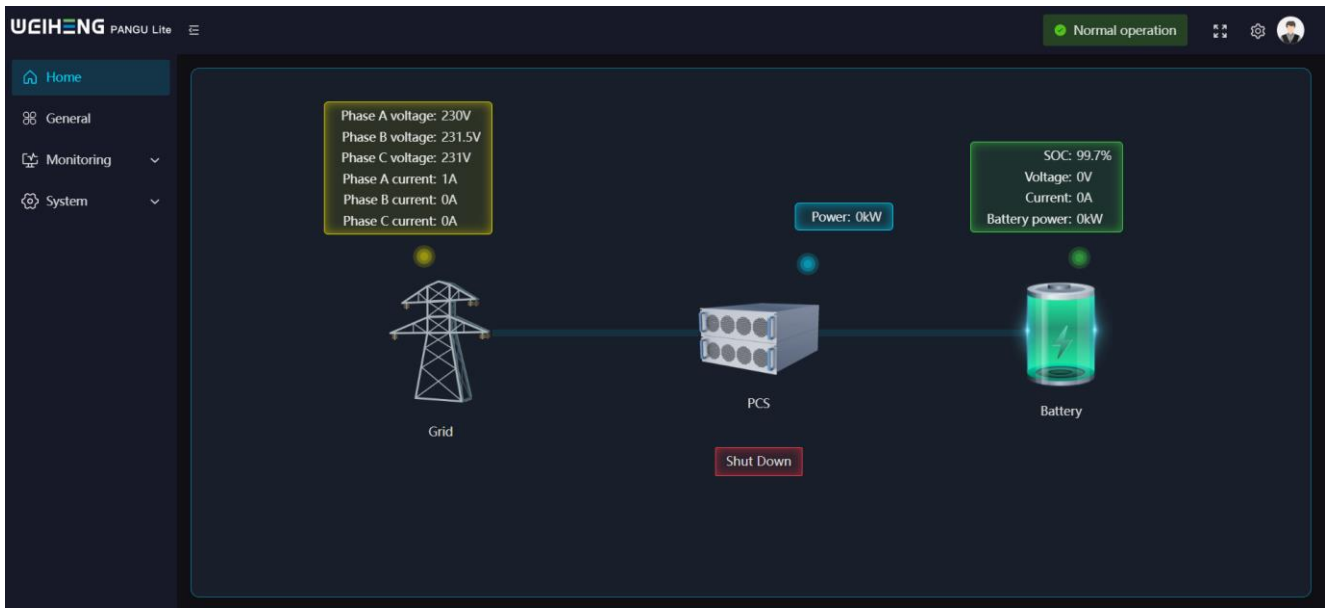 WEIHENG PANGU Lite
Normal operation
Home
General
Monitoring
System
Phase A voltage: 230V
Phase B voltage: 231.5V
Phase C voltage: 231V
Phase A current: 1A
Phase B current: 0A
Phase C current: 0A
Power: 0kW
SOC: 99.7%
Voltage: 0V
Current: 0A
Battery power: 0kW
Grid
PCS
Battery
Shut Down